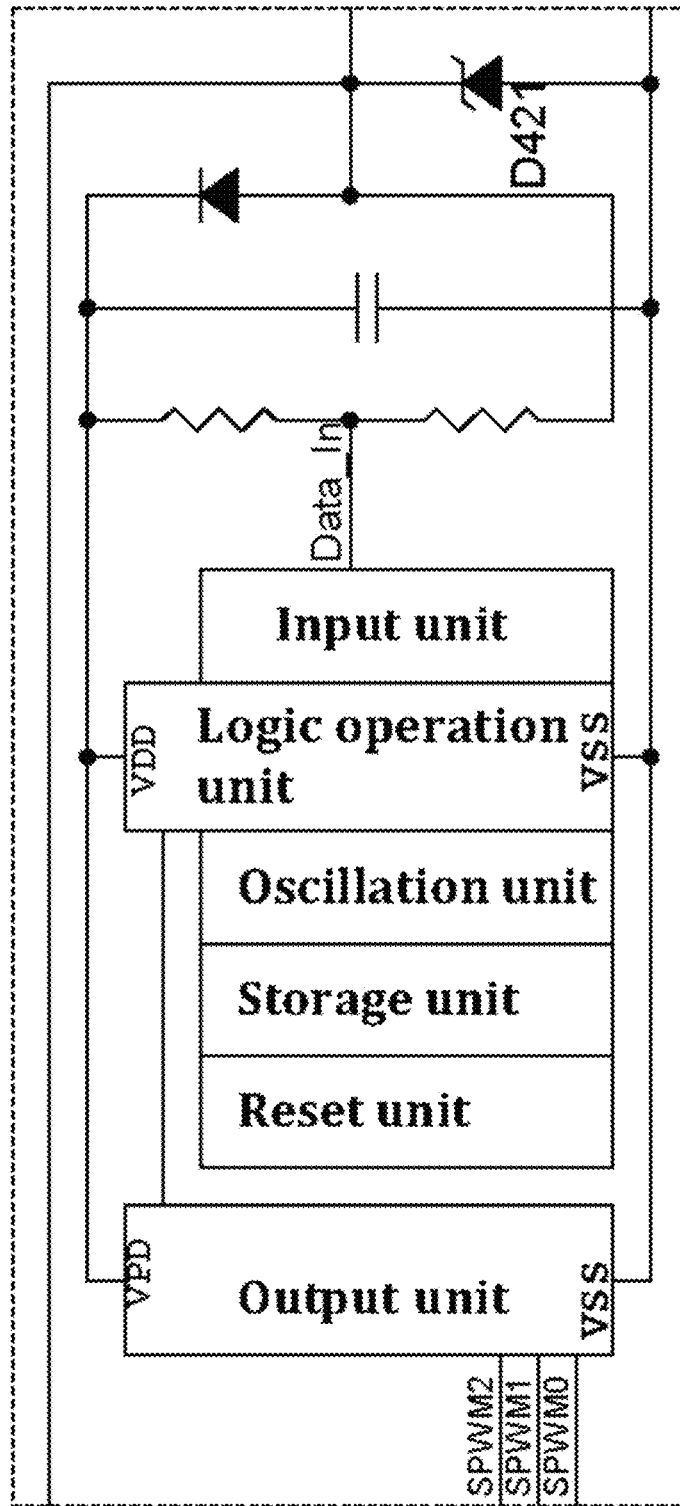 D421
Data_In
Input unit
VDD
Logic operation
unit
VSS
Oscillation unit
Storage unit
Reset unit
VPD
Output unit
VSS
SPWM2
SPWM1
SPWM0